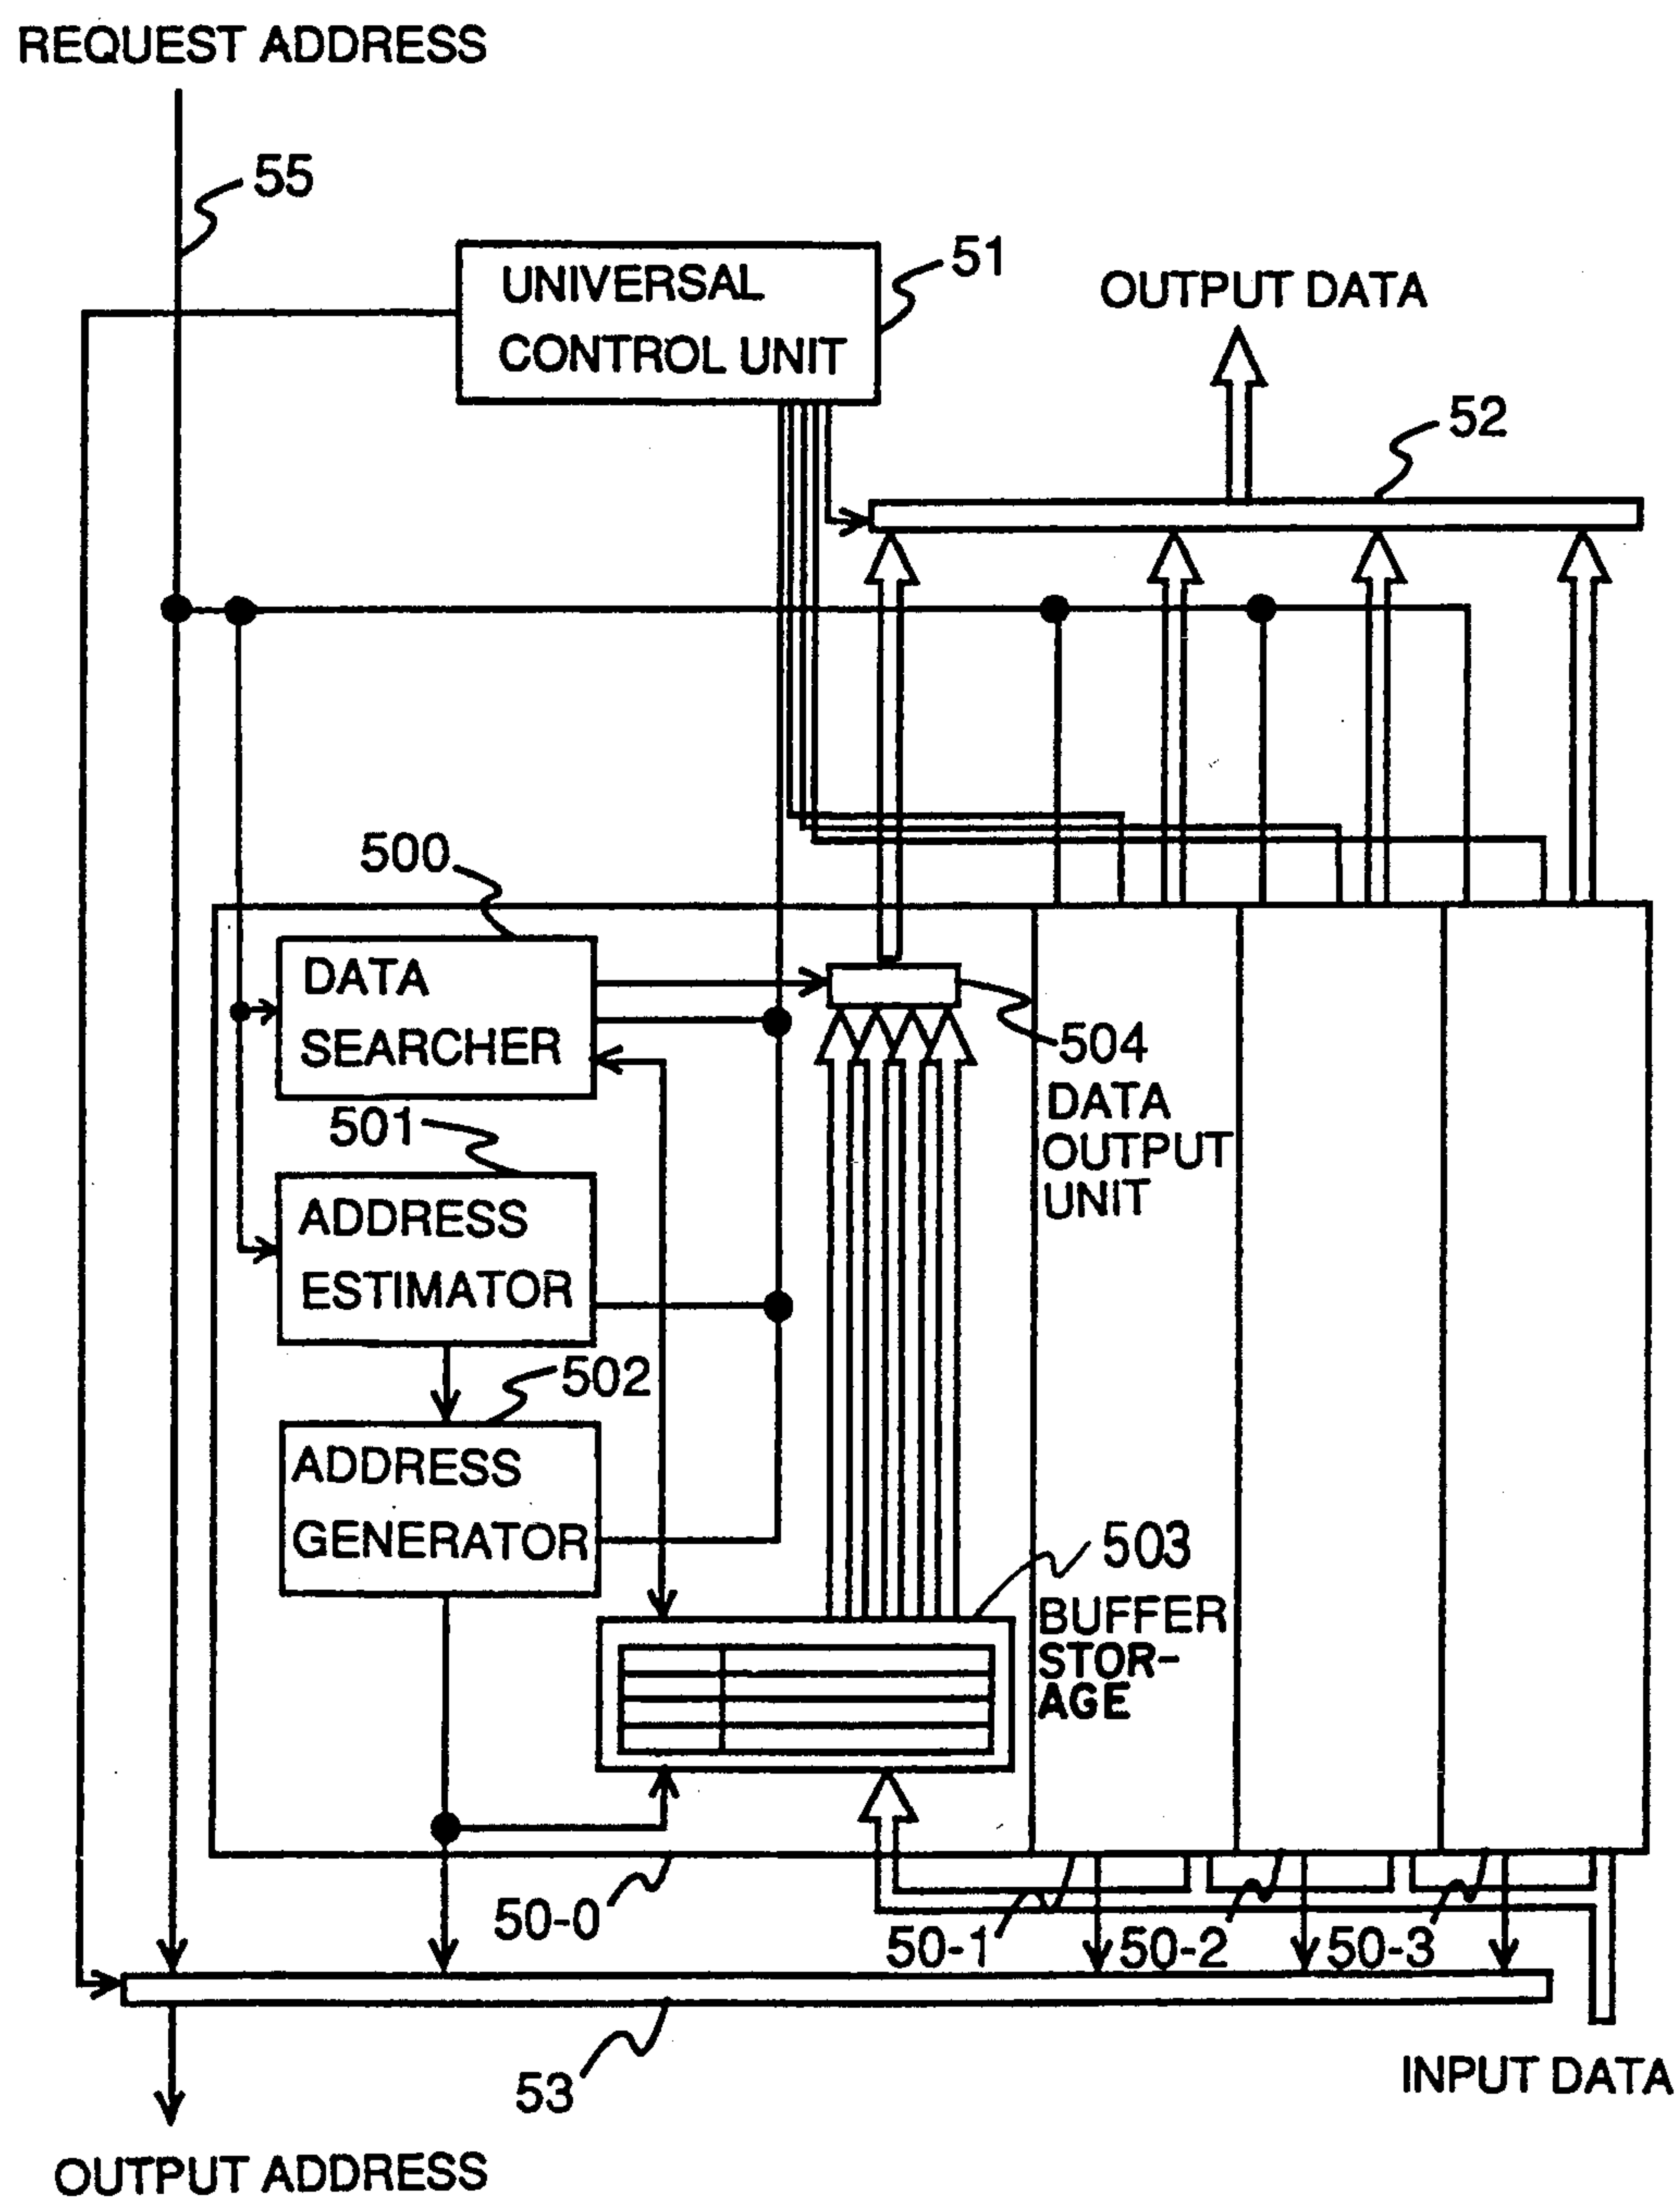 REQUEST ADDRESS
55
UNIVERSAL
CONTROL UNIT
51
OUTPUT DATA
52
500
DATA
SEARCHER
504
DATA
OUTPUT
UNIT
501
ADDRESS
ESTIMATOR
502
ADDRESS
GENERATOR
503
BUFFER
STOR-
AGE
50-0
50-1
50-2
50-3
53
INPUT DATA
OUTPUT ADDRESS